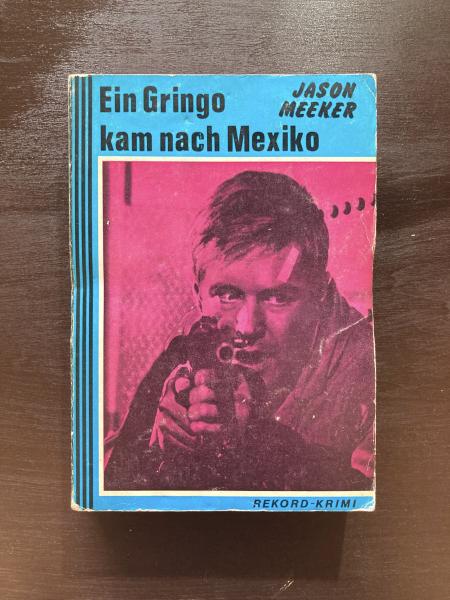 Ein Gringo
kam nach Mexiko
JASON
MEEKER
REKORD-KRIMI